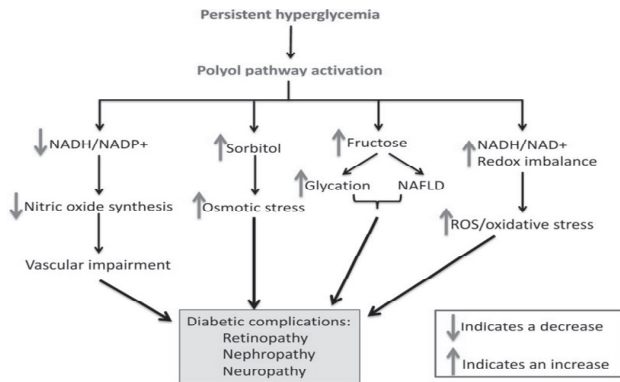 Persistent hyperglycemia
Polyol pathway activation
NADH/NADP+
Sorbitol
Fructose
NADH/NAD+
Redox imbalance
Glycation
NAFLD
Nitric oxide synthesis
Osmotic stress
ROS/oxidative stress
Vascular impairment
Diabetic complications:
Retinopathy
Nephropathy
Neuropathy
Indicates a decrease
Indicates an increase